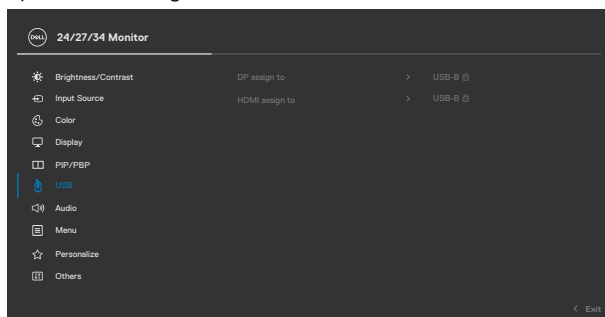 DELL 24/27/34 Monitor
Brightness/Contrast DP assign to > USB-B
Input Source HDMI assign to > USB-B
Color
Display
PIP/PBP
USB
Audio
Menu
Personalize
Others
< Exit